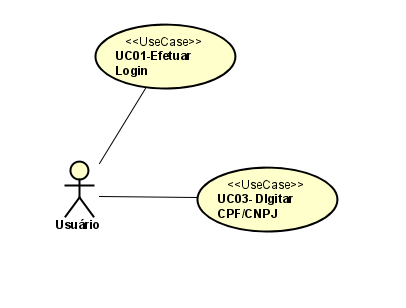 <<UseCase>>
UC01-Efetuar
Login
<<UseCase>>
UC03- DIgitar
CPF/CNPJ
Usuário